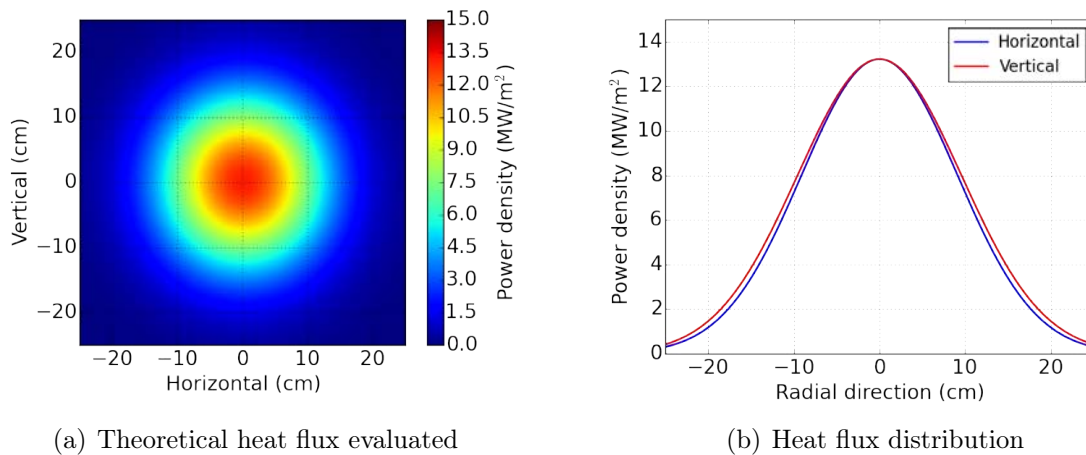 15.0
13.5
12.0
10.5
9.0
7.5
6.0
4.5
3.0
1.5
0.0
Power density (MW/m²)
20
10
0
−10
−20
Vertical (cm)
−20 −10 0 10 20
Horizontal (cm)
(a) Theoretical heat flux evaluated
14
12
10
8
6
4
2
0
Power density (MW/m²)
Horizontal
Vertical
−20 −10 0 10 20
Radial direction (cm)
(b) Heat flux distribution